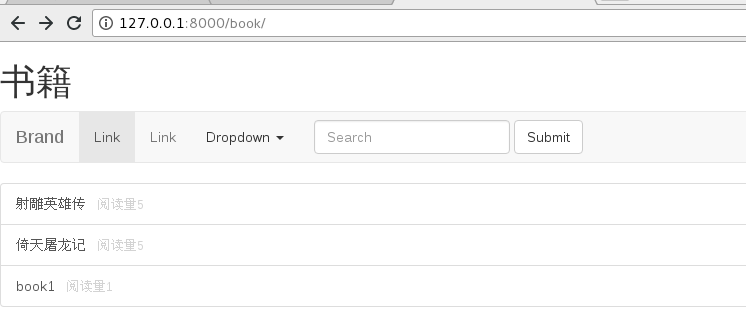 127.0.0.1:8000/book/
书籍
Brand Link Link Dropdown Search Submit
射雕英雄传 阅读量5
倚天屠龙记 阅读量5
book1 阅读量1